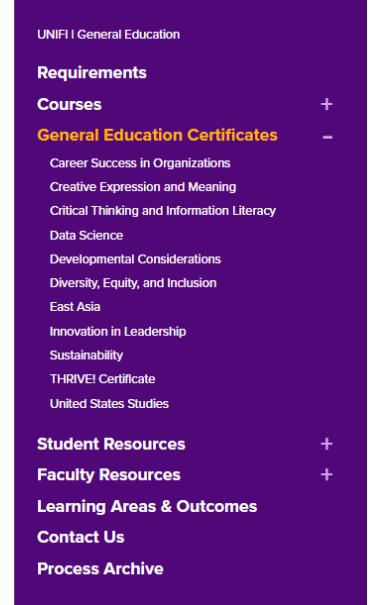 UNIFI | General Education
Requirements
Courses +
General Education Certificates –
Career Success in Organizations
Creative Expression and Meaning
Critical Thinking and Information Literacy
Data Science
Developmental Considerations
Diversity, Equity, and Inclusion
East Asia
Innovation in Leadership
Sustainability
THRIVE! Certificate
United States Studies
Student Resources +
Faculty Resources +
Learning Areas & Outcomes
Contact Us
Process Archive